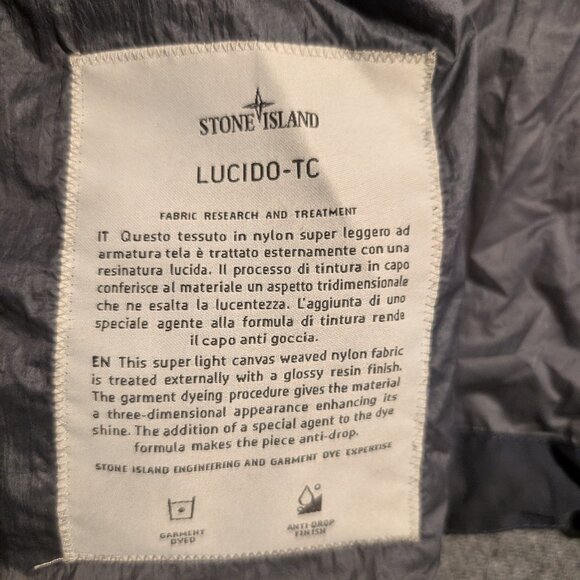 STONE ISLAND
LUCIDO-TC
FABRIC RESEARCH AND TREATMENT
IT Questo tessuto in nylon super leggero ad
armatura tela è trattato esternamente con una
resinatura lucida. Il processo di tintura in capo
conferisce al materiale un aspetto tridimensionale
che ne esalta la lucentezza. L'aggiunta di uno
speciale agente alla formula di tintura rende
il capo anti goccia.
EN This super light canvas weaved nylon fabric
is treated externally with a glossy resin finish.
The garment dyeing procedure gives the material
a three-dimensional appearance enhancing its
shine. The addition of a special agent to the dye
formula makes the piece anti-drop.
STONE ISLAND ENGINEERING AND GARMENT DYE EXPERTISE
GARMENT
DYED
ANTI-DROP
FINISH